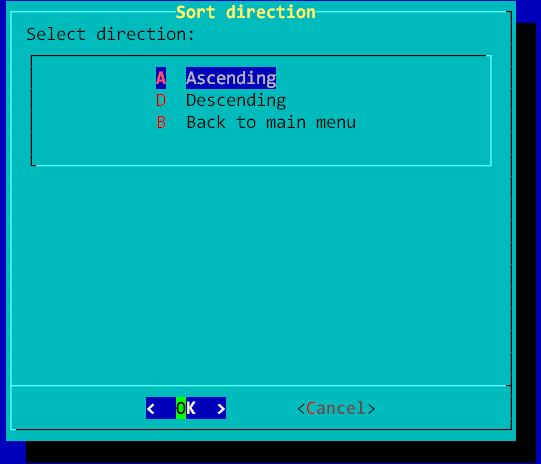 Sort direction
Select direction:
A Ascending
D Descending
B Back to main menu
< OK > <Cancel>